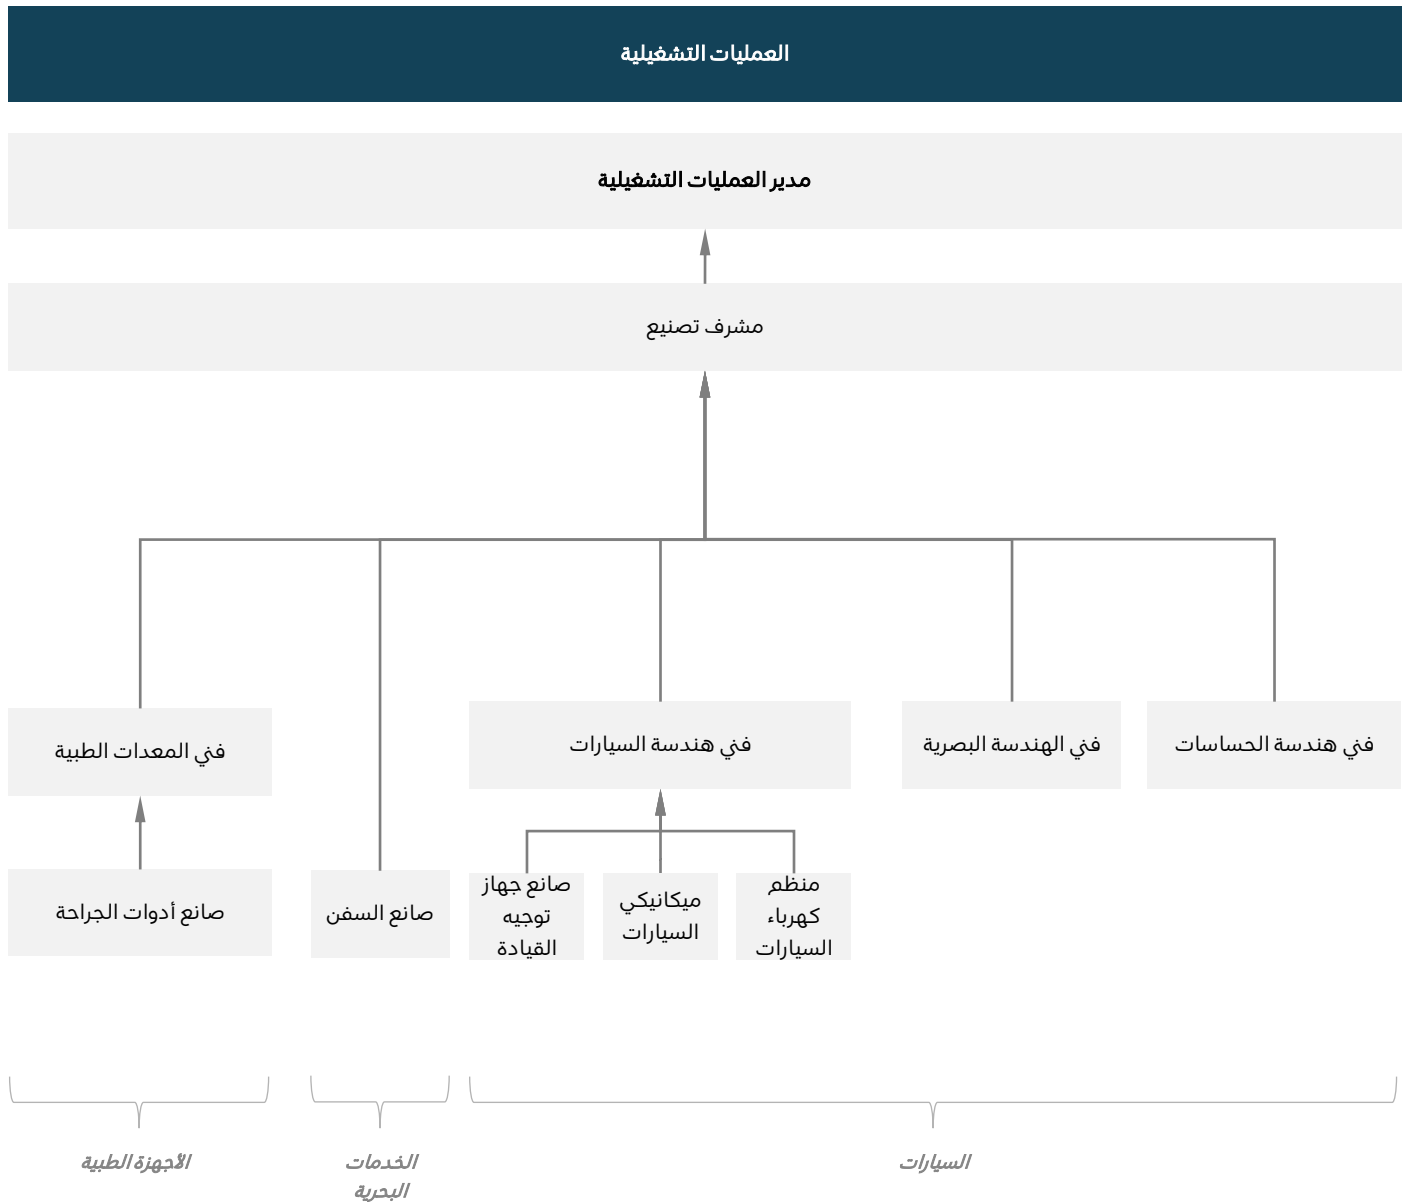 العمليات التشغيلية
مدير العمليات التشغيلية
مشرف تصنيع
فني هندسة الحساسات
فني الهندسة البصرية
فني هندسة السيارات
فني المعدات الطبية
منظم
كهرباء
السيارات
ميكانيكي
السيارات
صانع جهاز
توجيه
القيادة
صانع السفن
صانع أدوات الجراحة
السيارات
الخدمات
البحرية
الأجهزة الطبية